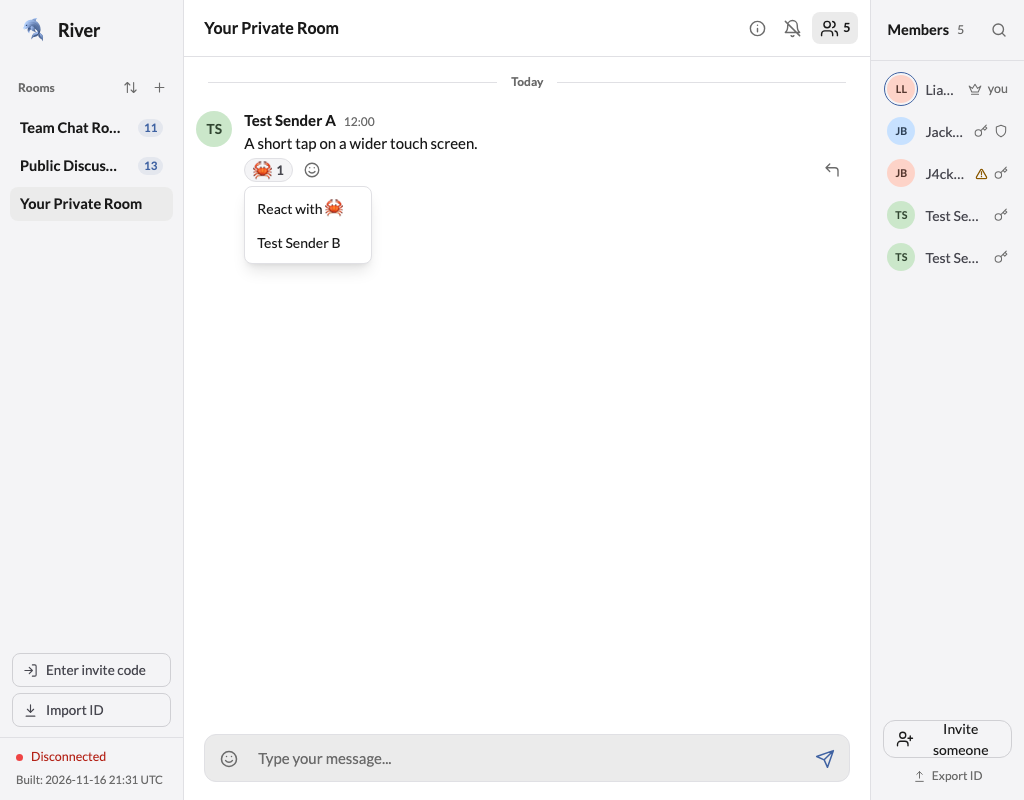 River
Rooms
Team Chat Ro... 11
Public Discus... 13
Your Private Room
Enter invite code
Import ID
Disconnected
Built: 2026-11-16 21:31 UTC
Your Private Room
5
Today
TS
Test Sender A 12:00
A short tap on a wider touch screen.
🦀 1
React with 🦀
Test Sender B
Type your message...
Members 5
LL Lia... you
JB Jack...
JB J4ck...
TS Test Se...
TS Test Se...
Invite
someone
Export ID